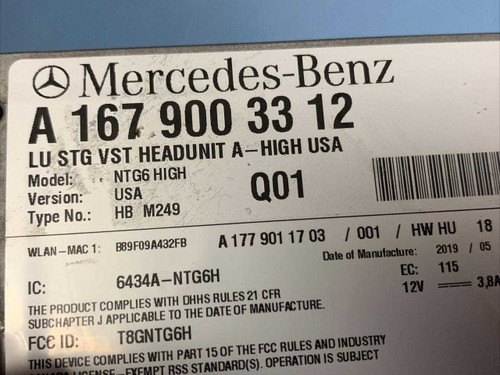 Mercedes-Benz
A 167 900 33 12
LU STG VST HEADUNIT A-HIGH USA
Model: NTG6 HIGH
Version: USA
Type No.: HB M249
Q01
WLAN-MAC 1: B89F09A432FB
A 177 901 17 03 / 001 / HW HU 18
Date of Manufacture: 2019 / 05
IC: 6434A-NTG6H
EC: 115
12V 3,8A
THE PRODUCT COMPLIES WITH DHHS RULES 21 CFR
SUBCHAPTER J APPLICABLE TO THE DATE OF MANUFACTURE.
FCC ID: T8GNTG6H
THIS DEVICE COMPLIES WITH PART 15 OF THE FCC RULES AND INDUSTRY
LICENSE-EXEMPT RSS STANDARD(S). OPERATION IS SUBJECT